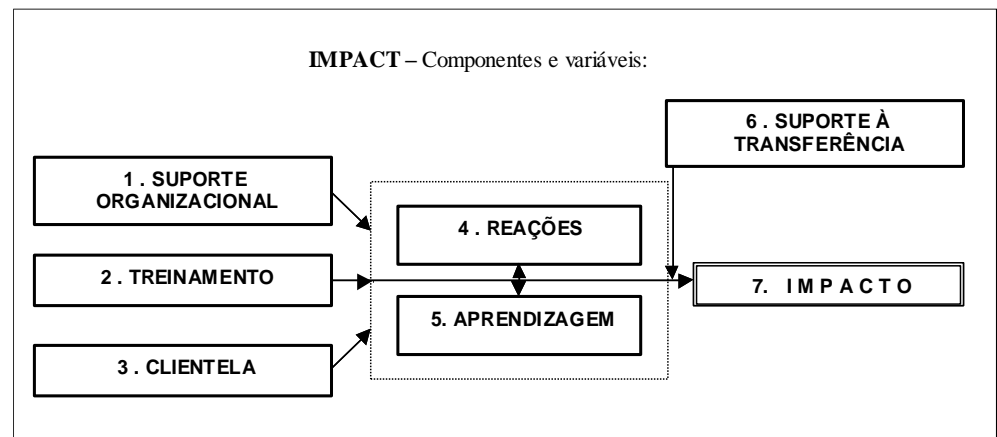 IMPACT – Componentes e variáveis:
6 . SUPORTE À
TRANSFERÊNCIA
1 . SUPORTE
ORGANIZACIONAL
4 . REAÇÕES
2 . TREINAMENTO
7. I M P A C T O
5. APRENDIZAGEM
3 . CLIENTELA